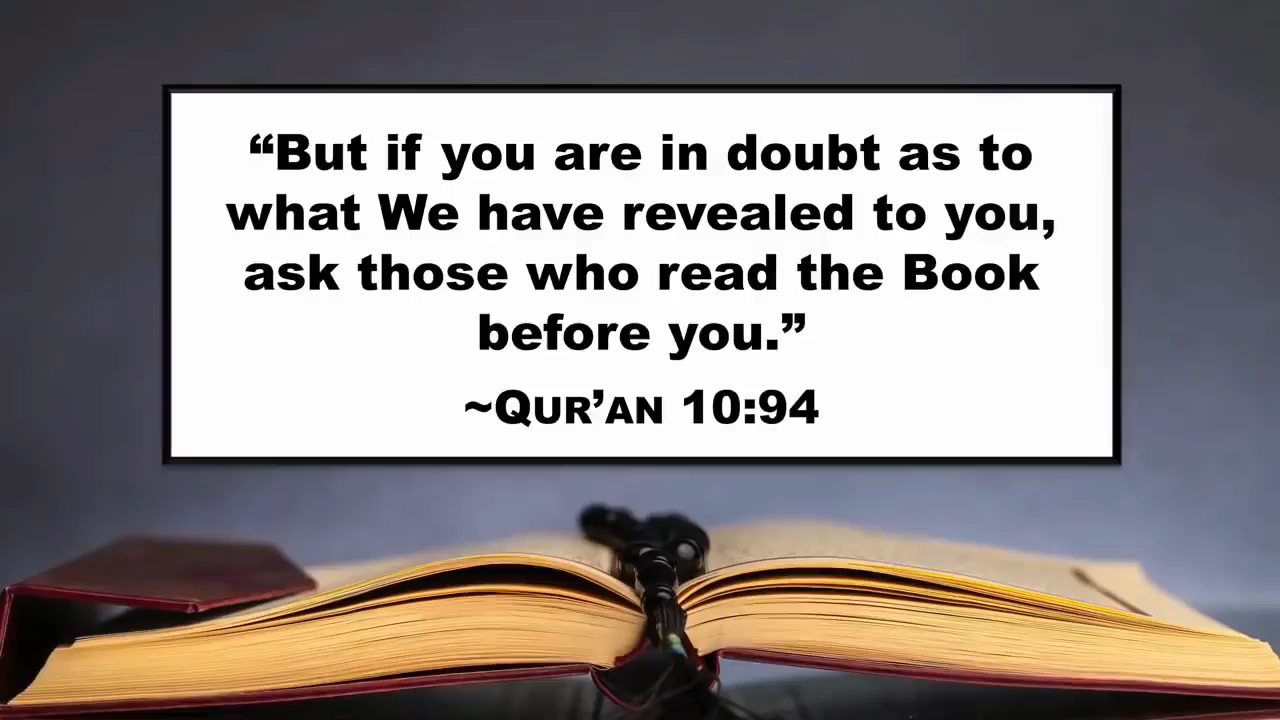 “But if you are in doubt as to
what We have revealed to you,
ask those who read the Book
before you.”
~QUR’AN 10:94